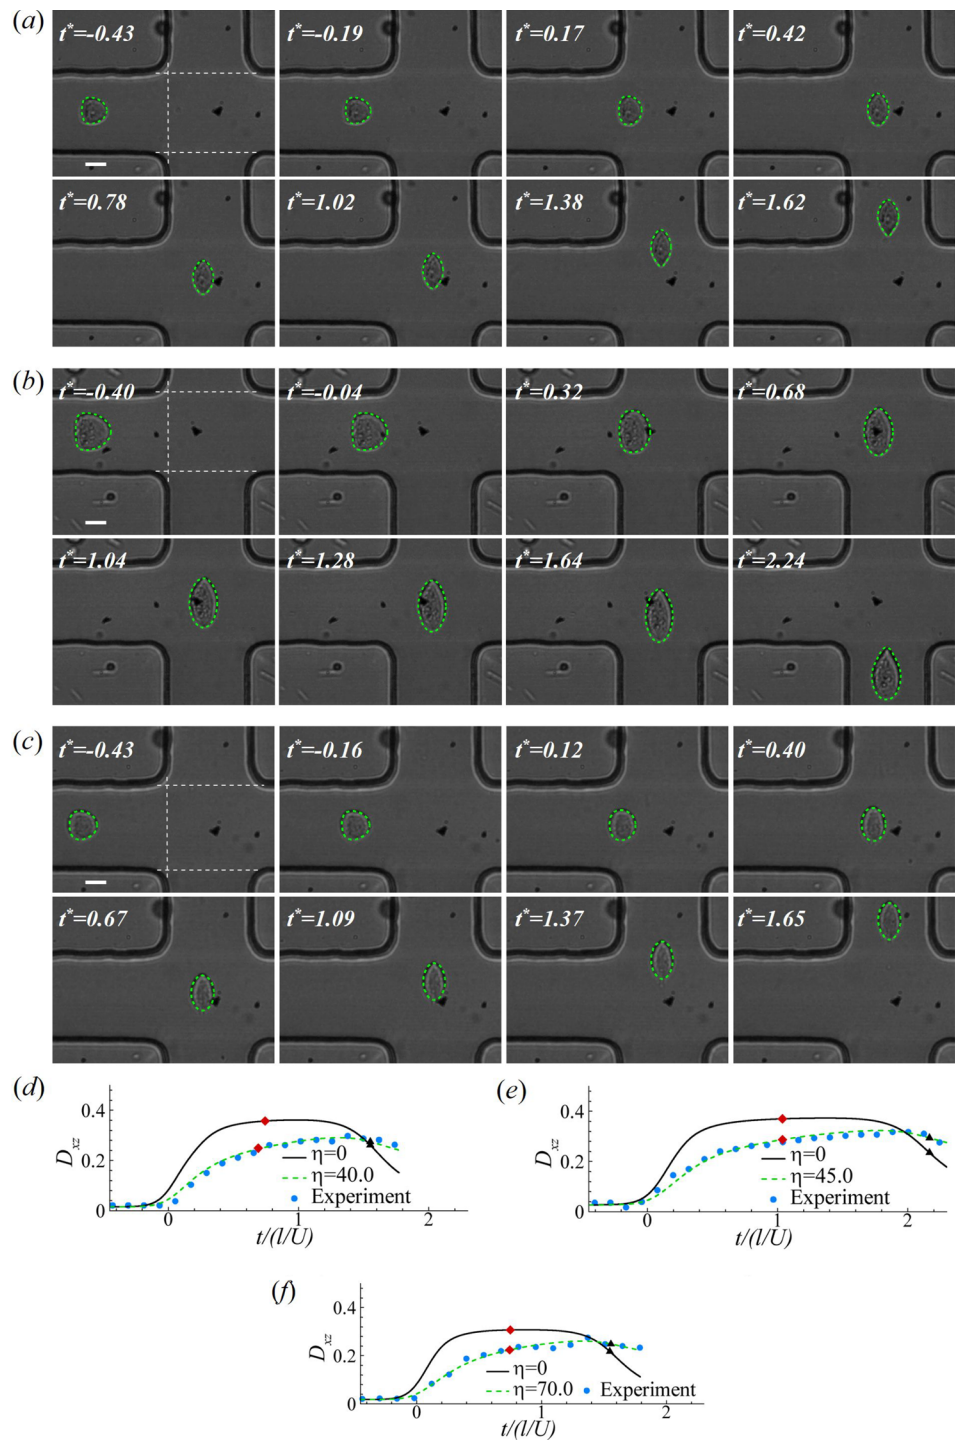 (a)
t*=-0.43
t*=-0.19
t*=0.17
t*=0.42
t*=0.78
t*=1.02
t*=1.38
t*=1.62
(b)
t*=-0.40
t*=-0.04
t*=0.32
t*=0.68
t*=1.04
t*=1.28
t*=1.64
t*=2.24
(c)
t*=-0.43
t*=-0.16
t*=0.12
t*=0.40
t*=0.67
t*=1.09
t*=1.37
t*=1.65
(d)
0.4
0.2
0
D_xz
η=0
η=40.0
Experiment
0 1 2
t/(l/U)
(e)
0.4
0.2
0
D_xz
η=0
η=45.0
Experiment
0 1 2
t/(l/U)
(f)
0.4
0.2
0
D_xz
η=0
η=70.0
Experiment
0 1 2
t/(l/U)